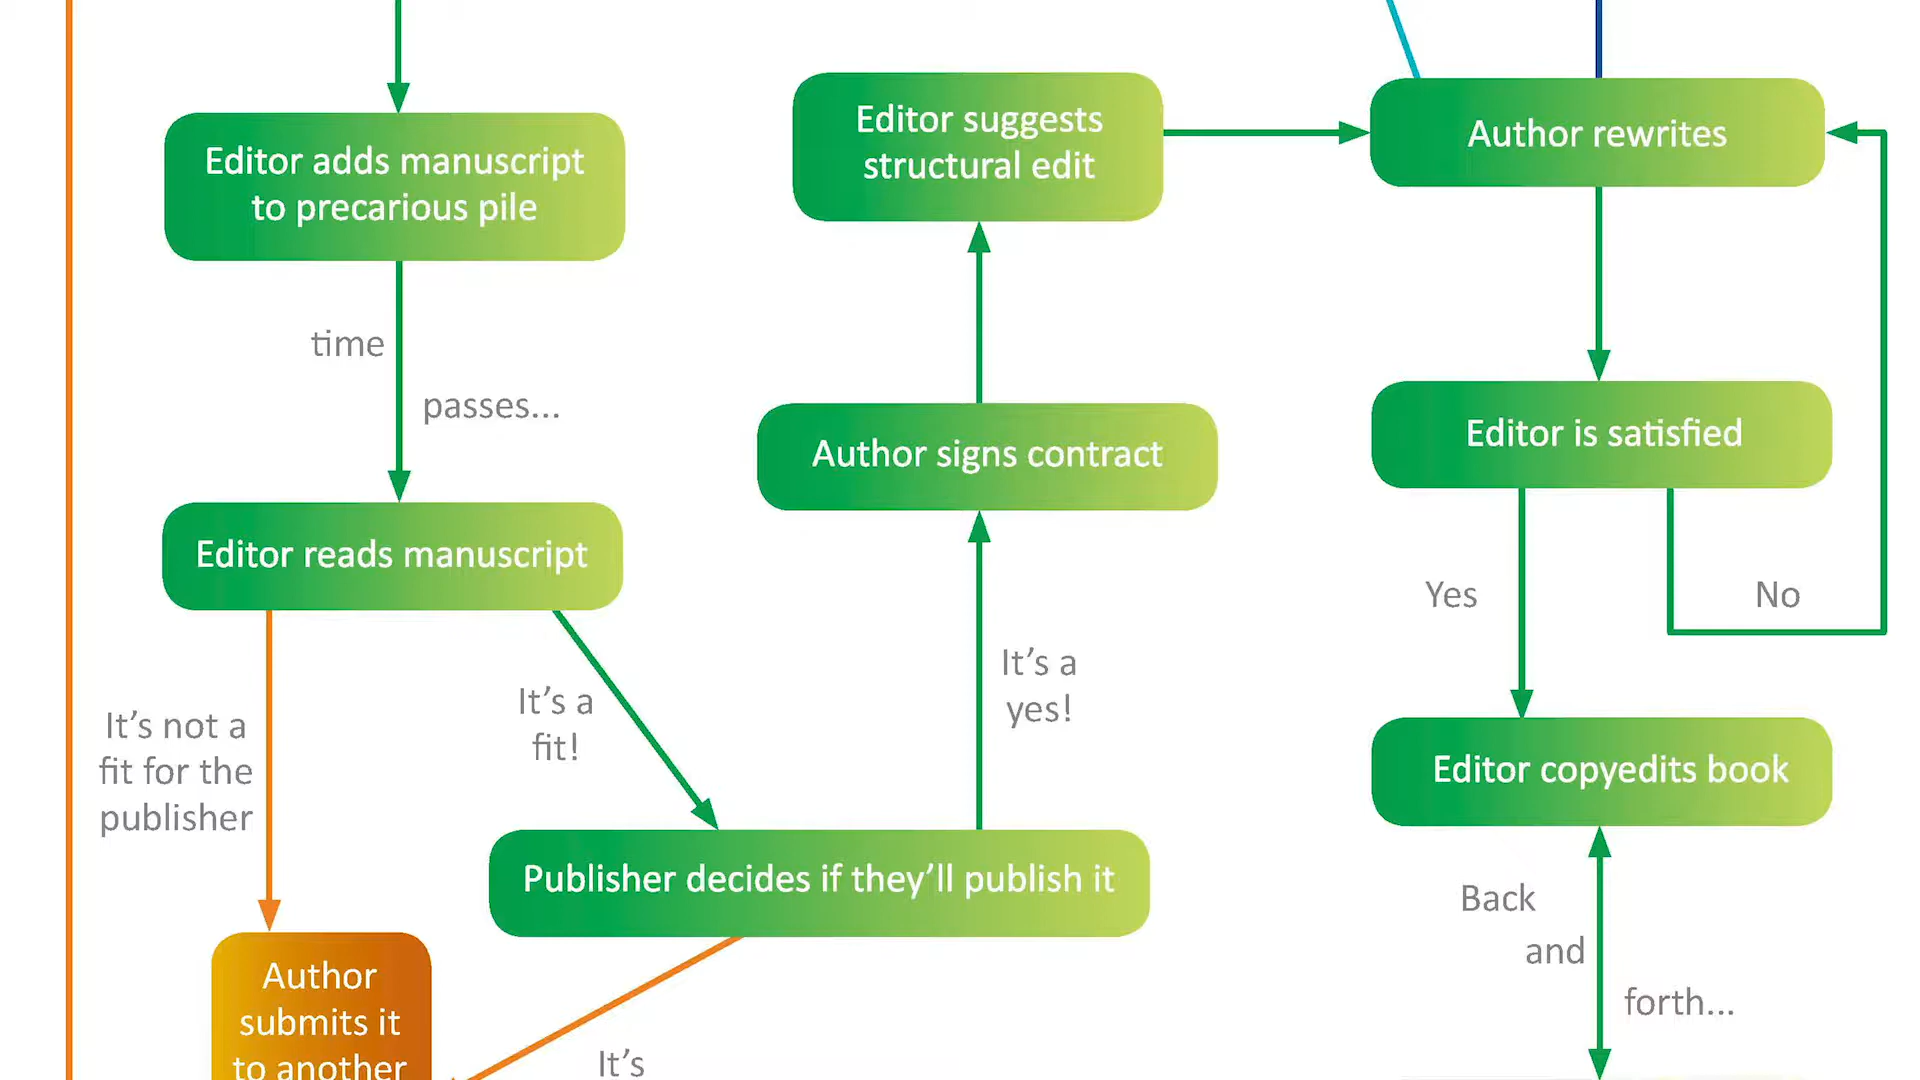 Editor adds manuscript
to precarious pile
time
passes...
Editor reads manuscript
It's not a
fit for the
publisher
It's a
fit!
Author
submits it
to another
Publisher decides if they'll publish it
It's
It's a
yes!
Author signs contract
Editor suggests
structural edit
Author rewrites
Editor is satisfied
Yes
No
Editor copyedits book
Back
and
forth...